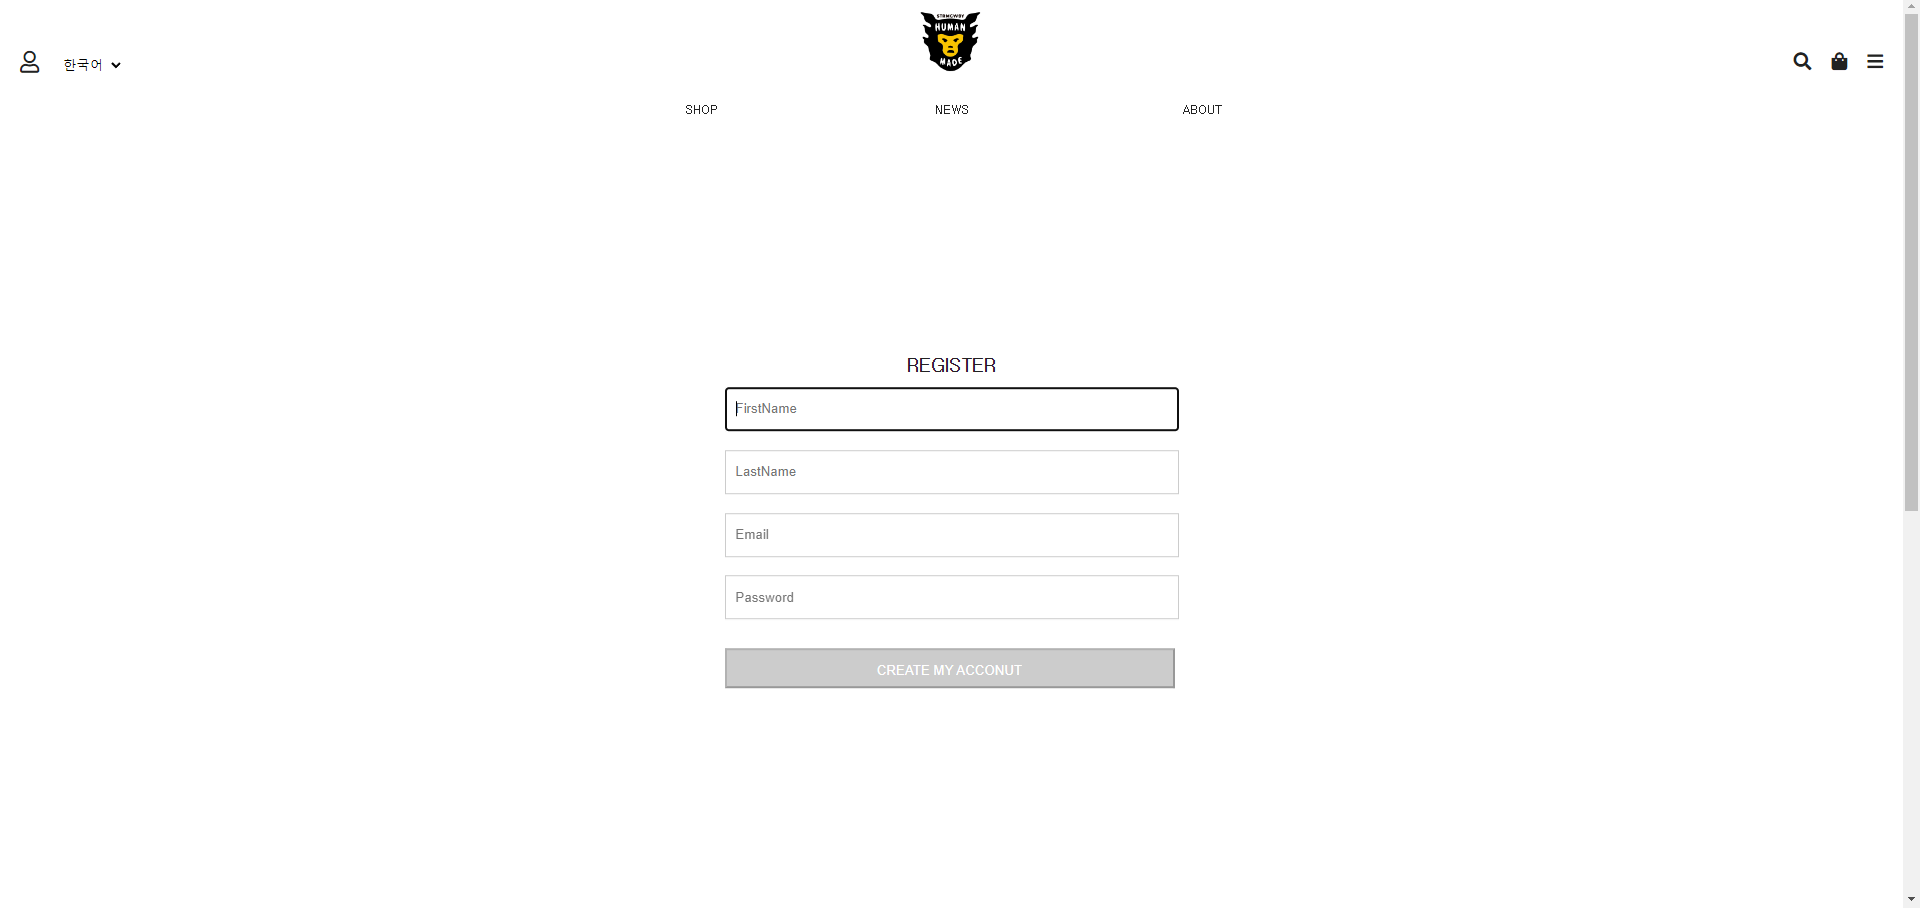 STRMCWBY
HUMAN
MADE
한국어
SHOP
NEWS
ABOUT
REGISTER
FirstName
LastName
Email
Password
CREATE MY ACCONUT